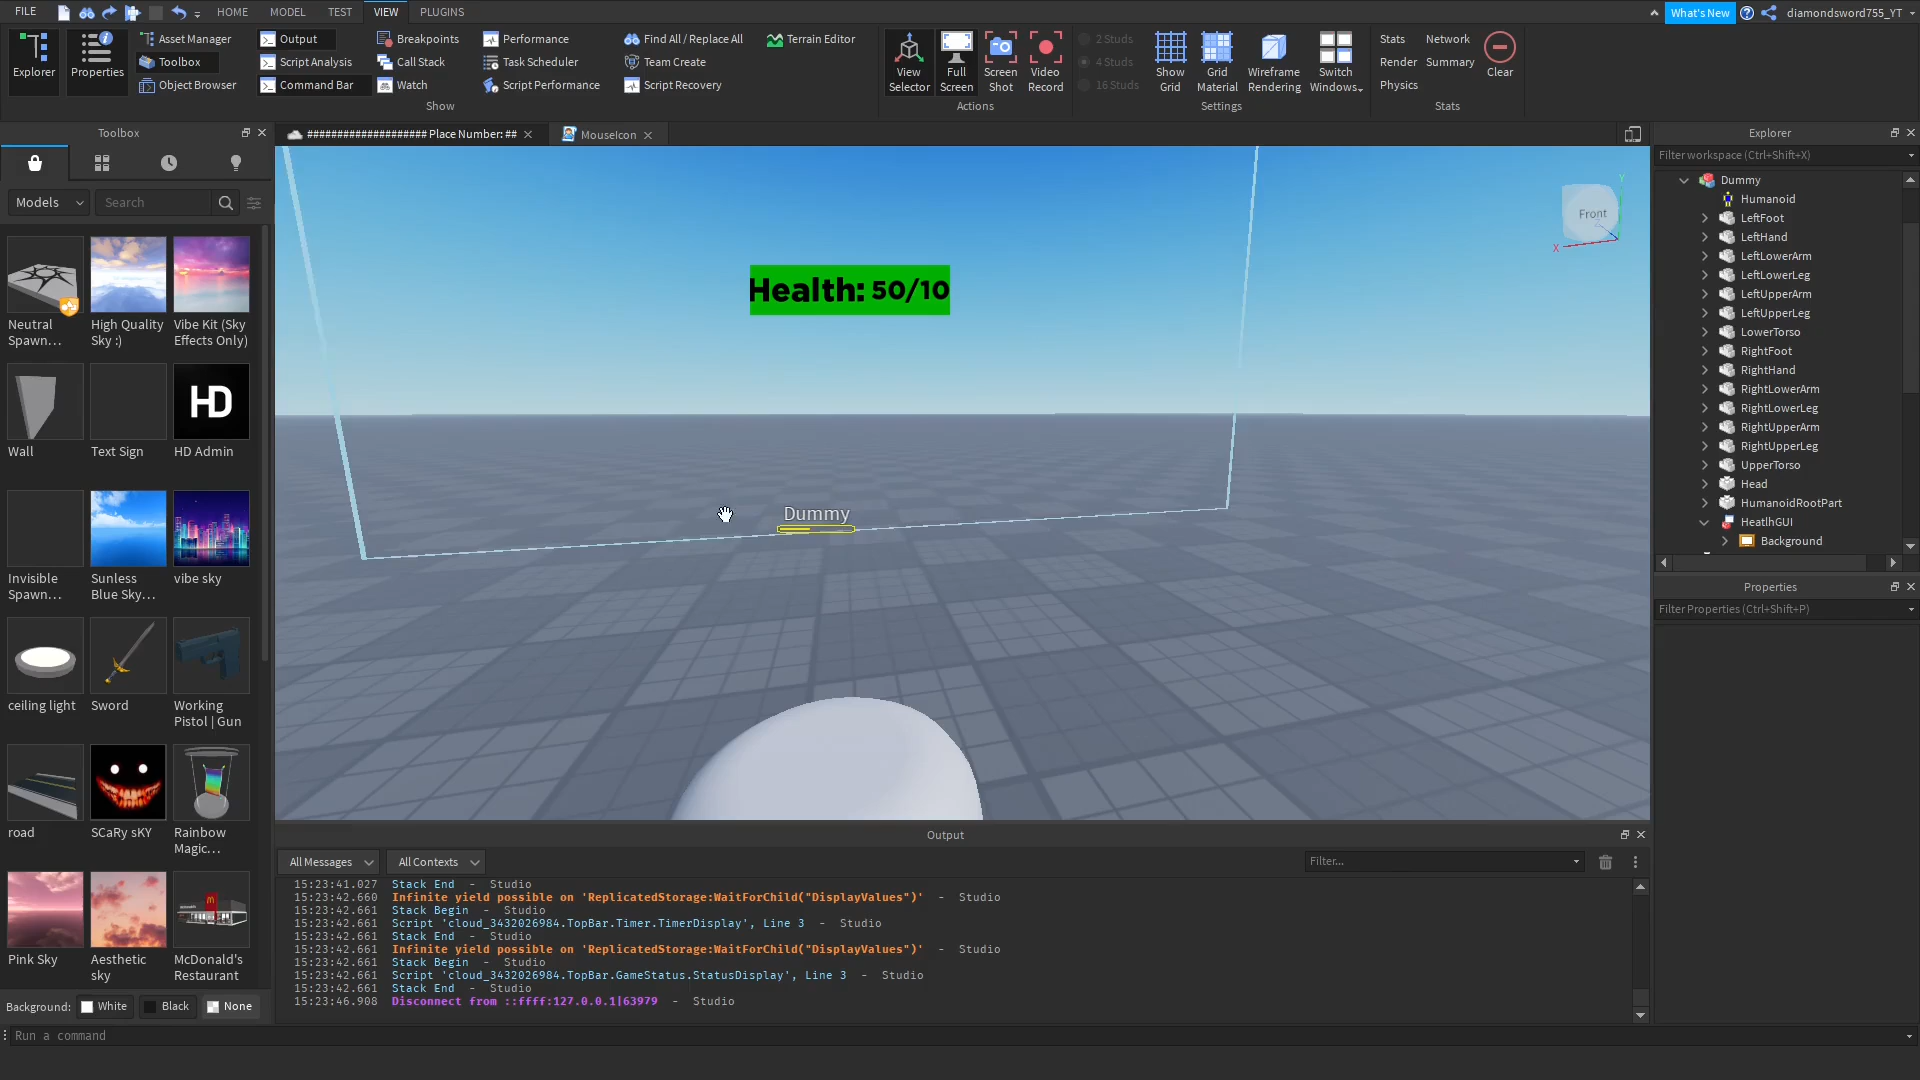 FILE
HOME
MODEL
TEST
VIEW
PLUGINS
What's New
diamondsword755_YT
Explorer
Properties
Asset Manager
Toolbox
Object Browser
Output
Script Analysis
Command Bar
Breakpoints
Call Stack
Watch
Performance
Task Scheduler
Script Performance
Find All / Replace All
Team Create
Script Recovery
Terrain Editor
Show
View
Selector
Full
Screen
Screen
Shot
Video
Record
Actions
2 Studs
4 Studs
16 Studs
Show
Grid
Grid
Material
Wireframe
Rendering
Switch
Windows
Settings
Stats
Network
Render
Summary
Physics
Clear
Stats
Toolbox
Models
Search
Neutral
Spawn...
High Quality
Sky :)
Vibe Kit (Sky
Effects Only)
Wall
Text Sign
HD
HD Admin
Invisible
Spawn...
Sunless
Blue Sky...
vibe sky
ceiling light
Sword
Working
Pistol | Gun
road
SCaRy sKY
Rainbow
Magic...
Pink Sky
Aesthetic
sky
McDonald's
Restaurant
Background:
White
Black
None
#################### Place Number: ##
MouseIcon
Front
X
Y
Health: 50/10
Dummy
Output
All Messages
All Contexts
Filter...
15:23:41.027 Stack End - Studio
15:23:42.660 Infinite yield possible on 'ReplicatedStorage:WaitForChild("DisplayValues")' - Studio
15:23:42.661 Stack Begin - Studio
15:23:42.661 Script 'cloud_3432026984.TopBar.Timer.TimerDisplay', Line 3 - Studio
15:23:42.661 Stack End - Studio
15:23:42.661 Infinite yield possible on 'ReplicatedStorage:WaitForChild("DisplayValues")' - Studio
15:23:42.661 Stack Begin - Studio
15:23:42.661 Script 'cloud_3432026984.TopBar.GameStatus.StatusDisplay', Line 3 - Studio
15:23:42.661 Stack End - Studio
15:23:46.908 Disconnect from ::ffff:127.0.0.1|63979 - Studio
Run a command
Explorer
Filter workspace (Ctrl+Shift+X)
Dummy
Humanoid
LeftFoot
LeftHand
LeftLowerArm
LeftLowerLeg
LeftUpperArm
LeftUpperLeg
LowerTorso
RightFoot
RightHand
RightLowerArm
RightLowerLeg
RightUpperArm
RightUpperLeg
UpperTorso
Head
HumanoidRootPart
HeatlhGUI
Background
Properties
Filter Properties (Ctrl+Shift+P)